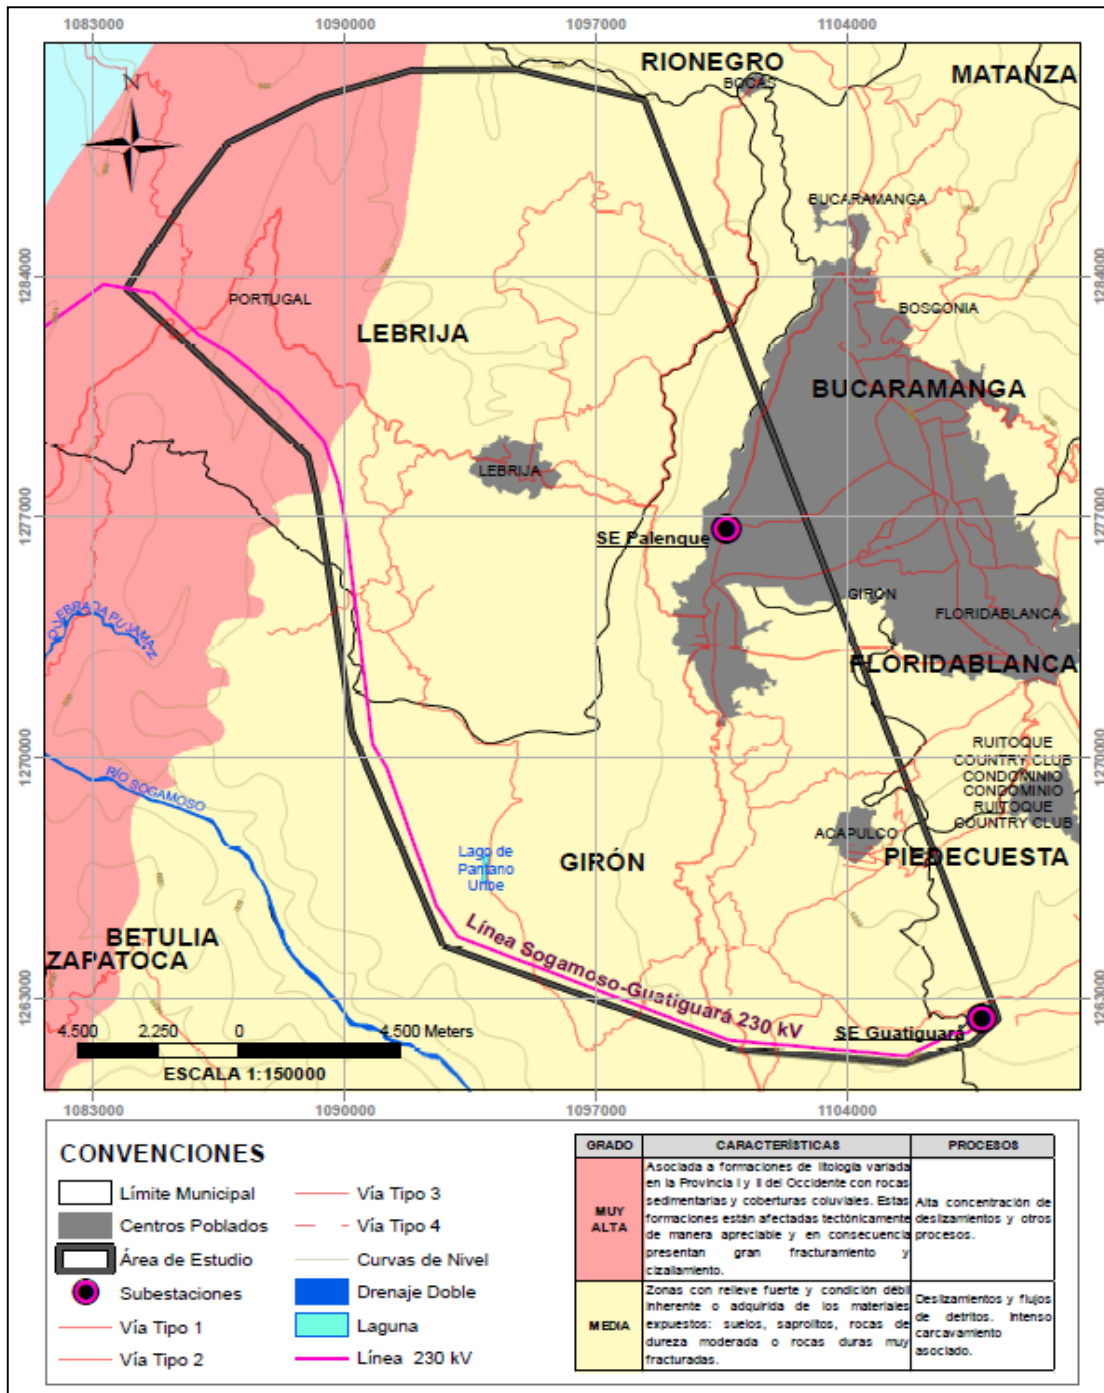 1083000 1090000 1097000 1104000
RIONEGRO
BOCAS
MATANZA
N
BUCARAMANGA
1284000 1284000
PORTUGAL
BOSCONIA
LEBRIJA
BUCARAMANGA
LEBRIJA
1277000 1277000
SE Palenque
GIRÓN
FLORIDABLANCA
QUEBRADA PUJAMANA
FLORIDABLANCA
1270000 1270000
RUITOQUE
COUNTRY CLUB
CONDOMINIO
CONDOMINIO
RUITOQUE
COUNTRY CLUB
RÍO SOGAMOSO
ACAPULCO
Lago de
Pantano
Uribe
GIRÓN
PIEDECUESTA
BETULIA
ZAPATOCA
Línea Sogamoso-Guatiguará 230 kV
1263000 1263000
SE Guatiguará
4.500 2.250 0 4.500 Meters
ESCALA 1:150000
1083000 1090000 1097000 1104000
CONVENCIONES
Límite Municipal
Centros Poblados
Área de Estudio
Subestaciones
Vía Tipo 1
Vía Tipo 2
Vía Tipo 3
Vía Tipo 4
Curvas de Nivel
Drenaje Doble
Laguna
Línea 230 kV
GRADO CARACTERÍSTICAS PROCESOS
MUY
ALTA
Asociada a formaciones de litología variada
en la Provincia I y II del Occidente con rocas
sedimentarias y coberturas coluviales. Estas
formaciones están afectadas tectónicamente
de manera apreciable y en consecuencia
presentan gran fracturamiento y
cizallamiento.
Alta concentración de
deslizamientos y otros
procesos.
MEDIA
Zonas con relieve fuerte y condición débil
inherente o adquirida de los materiales
expuestos: suelos, saprolitos, rocas de
dureza moderada o rocas duras muy
fracturadas.
Deslizamientos y flujos
de detritos. Intenso
carcavamiento
asociado.